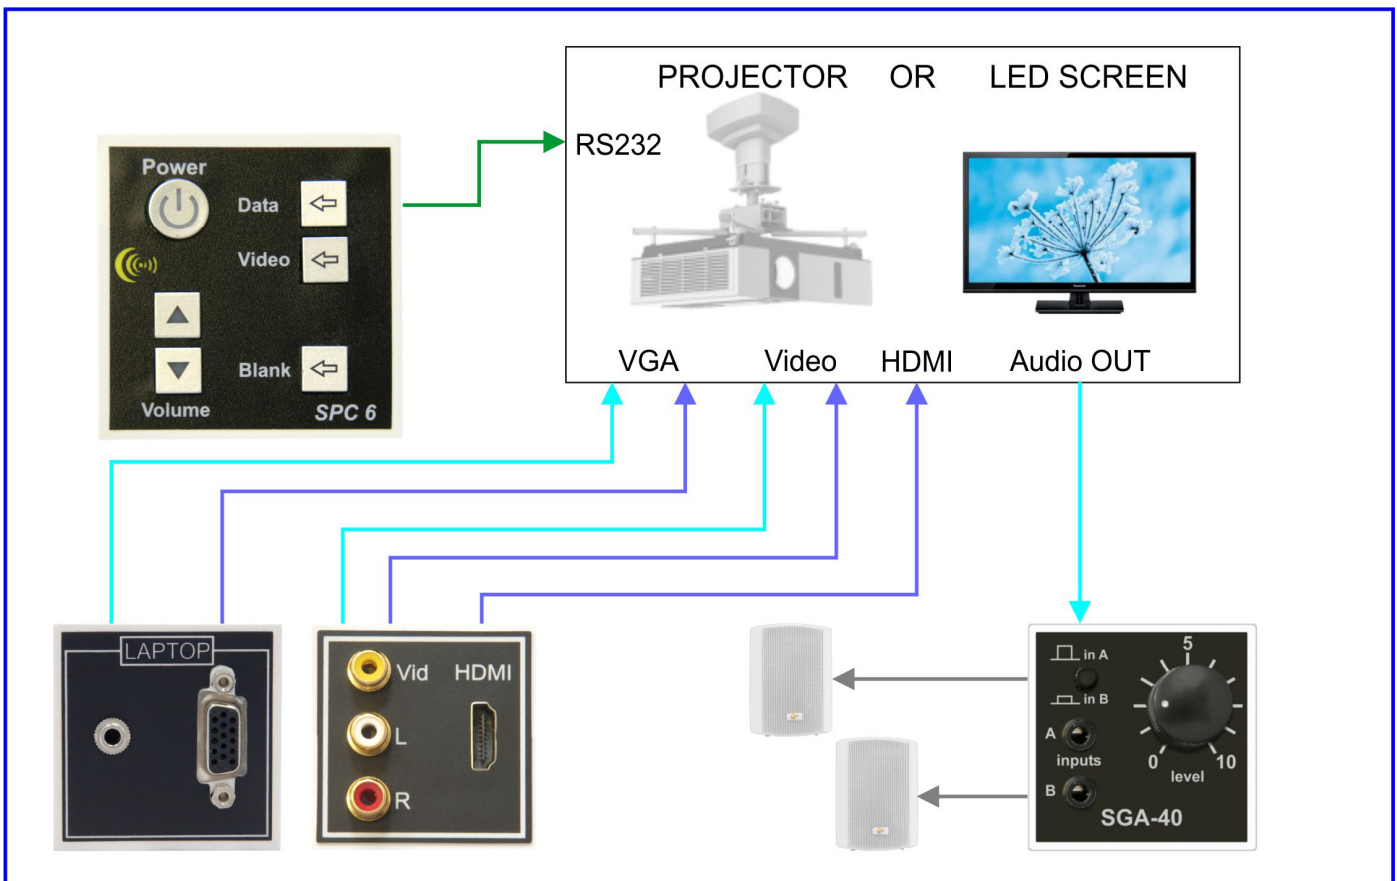 PROJECTOR OR LED SCREEN
RS232
VGA Video HDMI Audio OUT
Power
Data
Video
Blank
Volume
SPC 6
LAPTOP
Vid HDMI
L
R
in A
in B
A
inputs
B
5
0 10
level
SGA-40